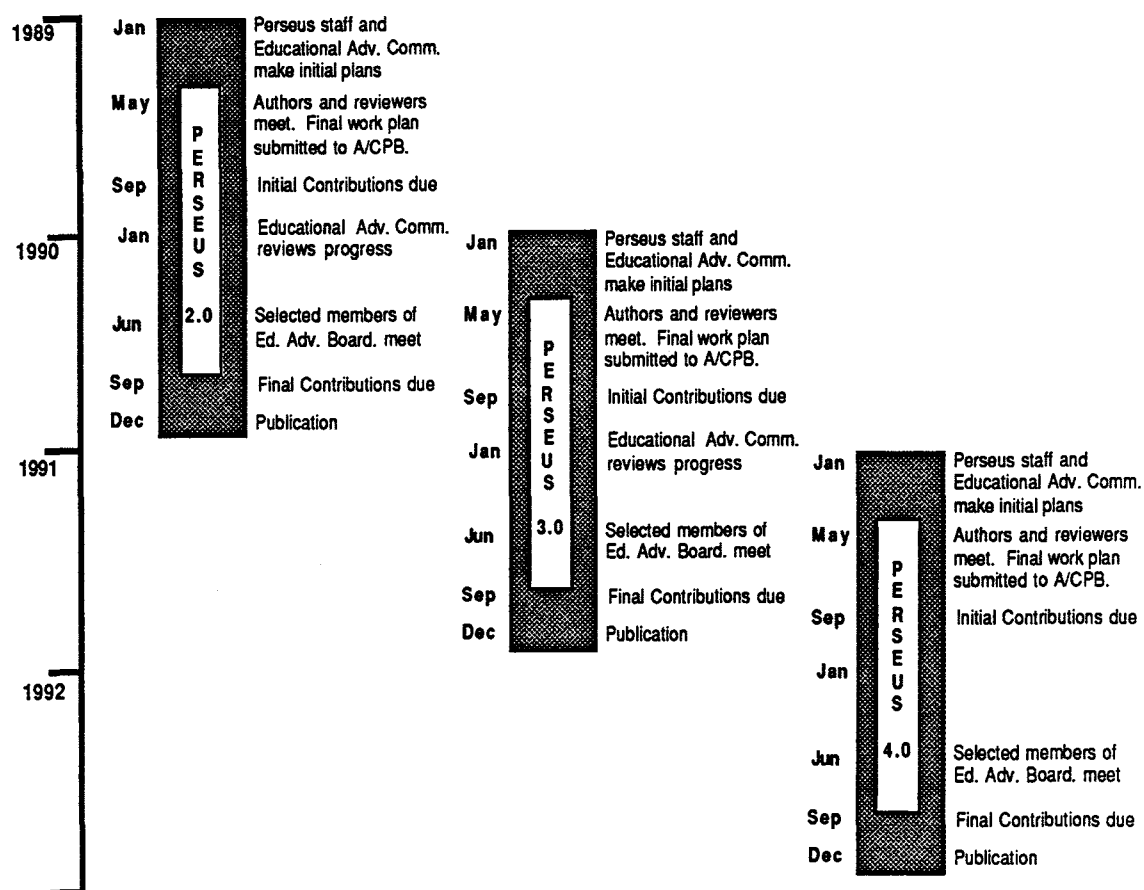 1989
Jan
Perseus staff and
Educational Adv. Comm.
make initial plans
May
Authors and reviewers
meet. Final work plan
submitted to A/CPB.
Sep
Initial Contributions due
1990
Jan
Educational Adv. Comm.
reviews progress
Jun
Selected members of
Ed. Adv. Board. meet
Sep
Final Contributions due
Dec
Publication
PERSEUS
2.0
Jan
Perseus staff and
Educational Adv. Comm.
make initial plans
May
Authors and reviewers
meet. Final work plan
submitted to A/CPB.
Sep
Initial Contributions due
1991
Jan
Educational Adv. Comm.
reviews progress
Jun
Selected members of
Ed. Adv. Board. meet
Sep
Final Contributions due
Dec
Publication
PERSEUS
3.0
Jan
Perseus staff and
Educational Adv. Comm.
make initial plans
May
Authors and reviewers
meet. Final work plan
submitted to A/CPB.
Sep
Initial Contributions due
1992
Jan
Jun
Selected members of
Ed. Adv. Board. meet
Sep
Final Contributions due
Dec
Publication
PERSEUS
4.0